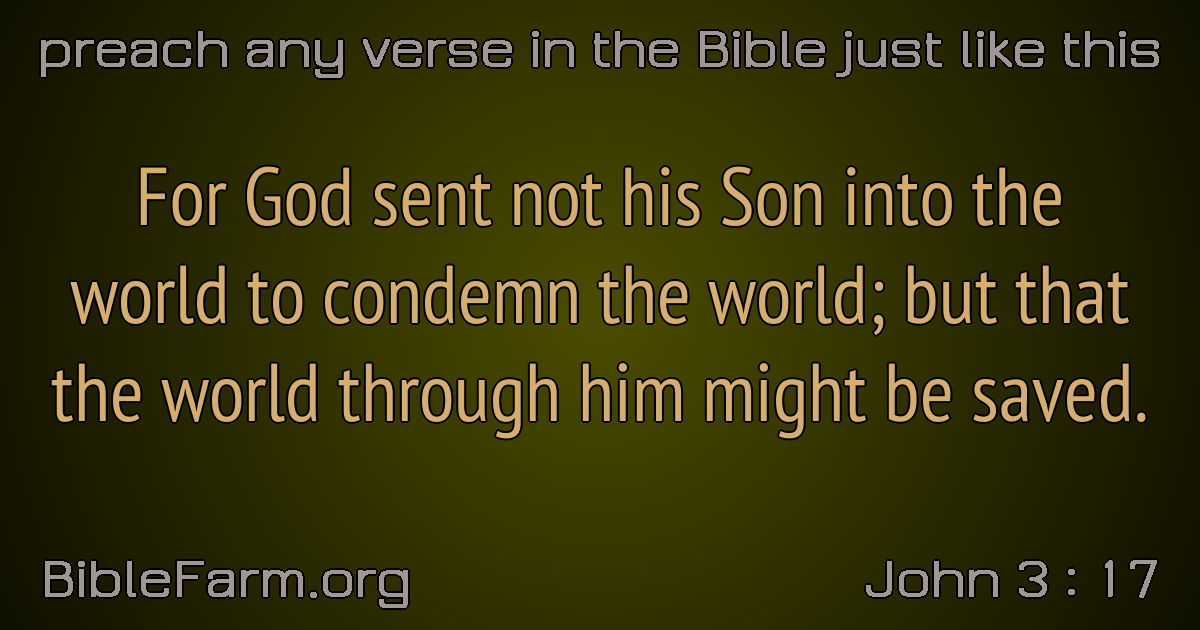 preach any verse in the Bible just like this
For God sent not his Son into the
world to condemn the world; but that
the world through him might be saved.
BibleFarm.org
John 3 : 17